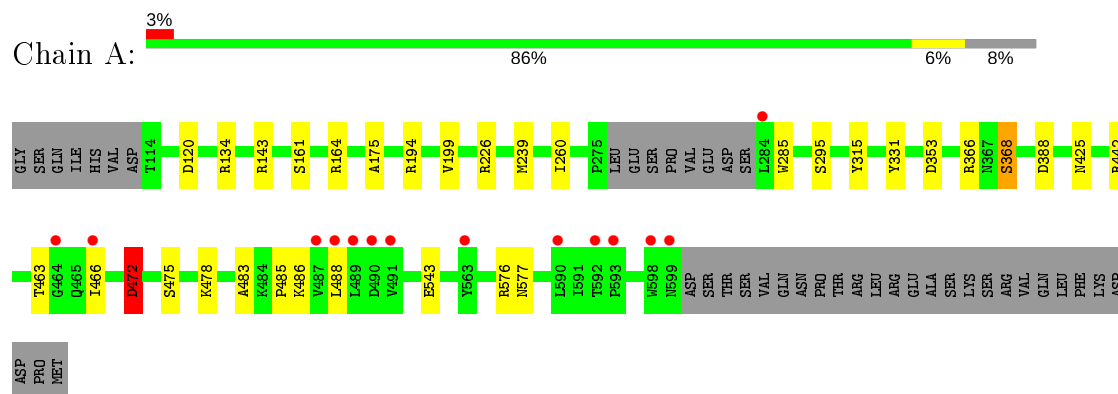 3%
Chain A:
86% 6% 8%
GLY SER GLN ILE HIS VAL ASP T114 D120 R134 R143 S161 R164 A175 R194 V199 R226 M239 I260 P275 LEU GLU SER PRO VAL GLU ASP SER L284 W285 S295 Y315 Y331 D353 R366 N367 S368 D388 N425
T463 G464 Q465 I466 D472 S475 K478 A483 K484 P485 K486 V487 L488 L489 D490 V491 E543 Y563 R576 N577 L590 I591 T592 P593 W598 N599 ASP SER THR SER VAL GLN ASN PRO THR ARG LEU ARG GLU ALA SER LYS SER ARG VAL GLN LEU PHE LYS ASP
ASP PRO MET